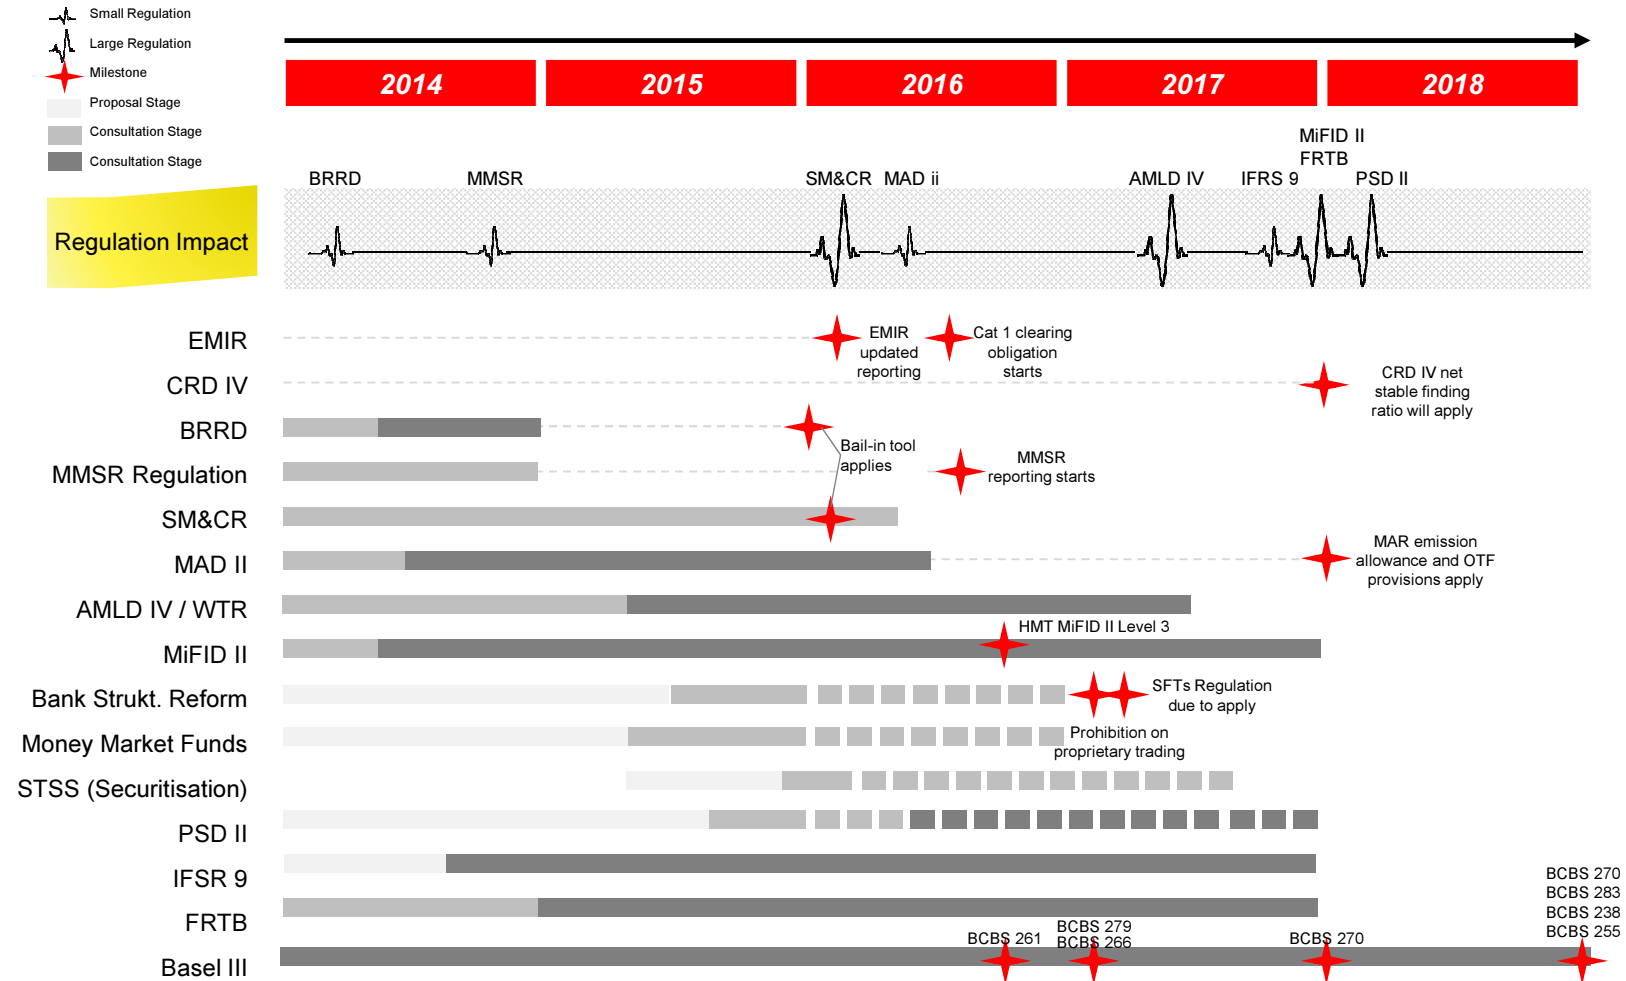 Small Regulation
Large Regulation
Milestone
Proposal Stage
Consultation Stage
Consultation Stage
2014
2015
2016
2017
2018
MiFID II
FRTB
BRRD
MMSR
SM&CR
MAD ii
AMLD IV
IFRS 9
PSD II
Regulation Impact
EMIR
EMIR
updated
reporting
Cat 1 clearing
obligation
starts
CRD IV
CRD IV net
stable finding
ratio will apply
BRRD
Bail-in tool
applies
MMSR Regulation
MMSR
reporting starts
SM&CR
MAD II
MAR emission
allowance and OTF
provisions apply
AMLD IV / WTR
MiFID II
HMT MiFID II Level 3
Bank Strukt. Reform
SFTs Regulation
due to apply
Money Market Funds
Prohibition on
proprietary trading
STSS (Securitisation)
PSD II
IFSR 9
FRTB
Basel III
BCBS 261
BCBS 279
BCBS 266
BCBS 270
BCBS 270
BCBS 283
BCBS 238
BCBS 255